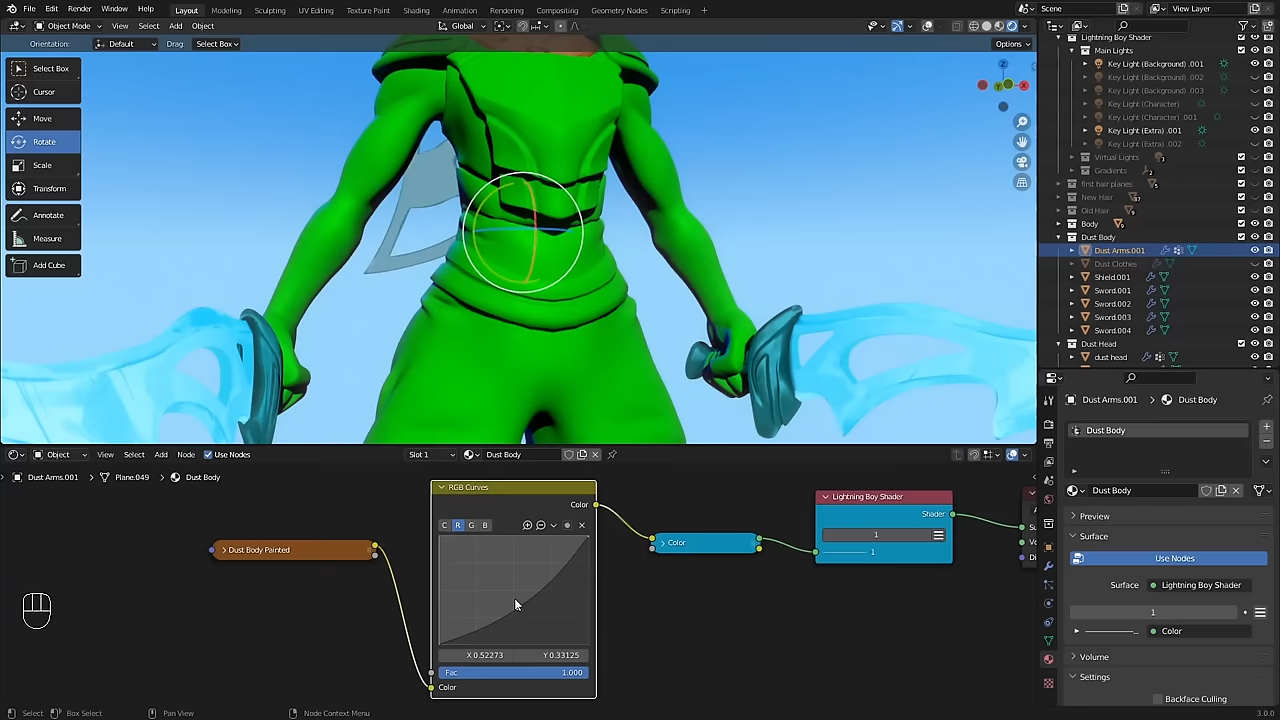 File Edit Render Window Help Layout Modeling Sculpting UV Editing Texture Paint Shading Animation Rendering Compositing Geometry Nodes Scripting + Scene View Layer
Object Mode View Select Add Object Global
Orientation: Default Drag: Select Box Options
Select Box
Cursor
Move
Rotate
Scale
Transform
Annotate
Measure
Add Cube
Z
X
Y
Lightning Boy Shader
Main Lights
Key Light (Background) .001
Key Light (Background) .002
Key Light (Background) .003
Key Light (Character)
Key Light (Character) .001
Key Light (Extra) .001
Key Light (Extra) .002
Virtual Lights
Gradients
first hair planes
New Hair
Old Hair
Body
Dust Body
Dust Arms.001
Dust Clothes
Shield.001
Sword.001
Sword.002
Sword.003
Sword.004
Dust Head
dust head
Object View Select Add Node Use Nodes Slot 1 Dust Body
Dust Arms.001 Plane.049 Dust Body
Dust Body Painted
RGB Curves
Color
C R G B
X 0.52273 Y 0.33125
Fac 1.000
Color
Color
Lightning Boy Shader
Shader
1
1
Dust Arms.001 Dust Body
Dust Body
Dust Body
Preview
Surface
Use Nodes
Surface Lightning Boy Shader
1
Color
Volume
Settings
Backface Culling
Select Box Select Pan View Node Context Menu 3.0.0